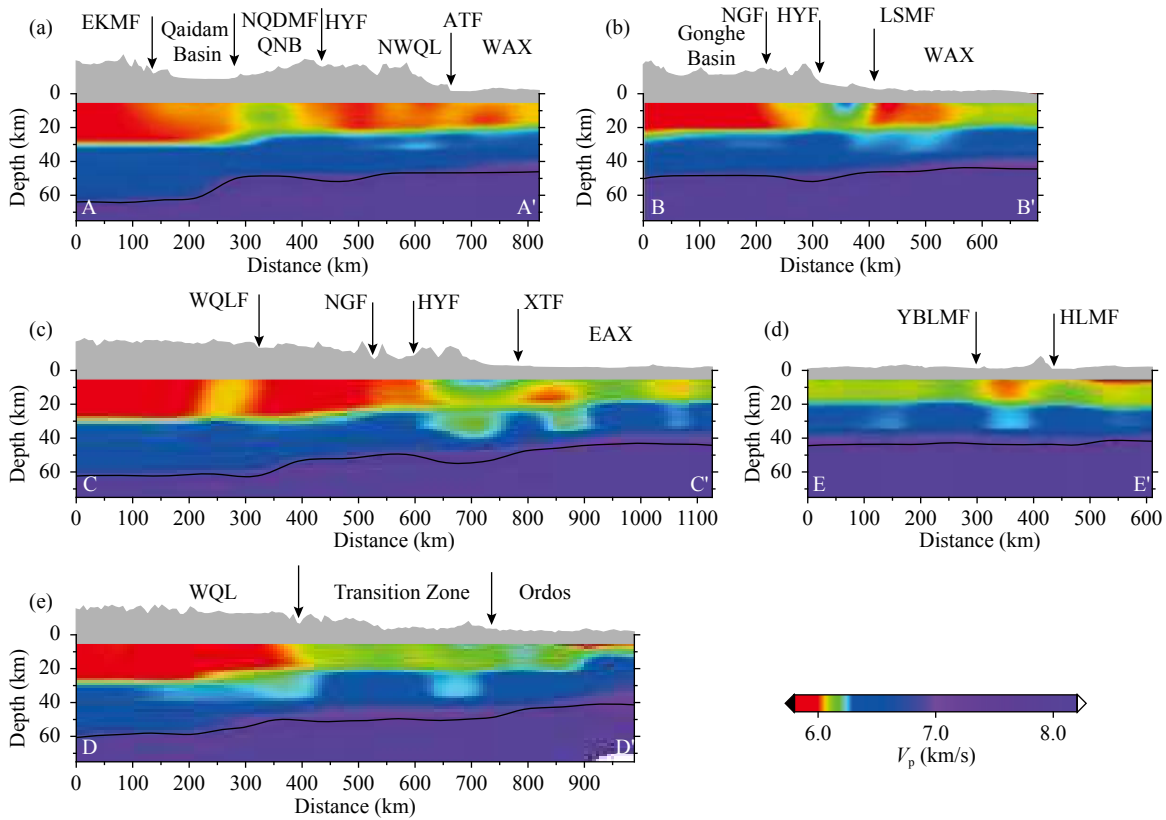 (a)
EKMF
Qaidam
Basin
NQDMF
QNB
HYF
NWQL
ATF
WAX
0
20
40
60
Depth (km)
A
A'
0 100 200 300 400 500 600 700 800
Distance (km)
(b)
NGF
HYF
LSMF
Gonghe
Basin
WAX
0
20
40
60
Depth (km)
B
B'
0 100 200 300 400 500 600
Distance (km)
(c)
WQLF
NGF
HYF
XTF
EAX
0
20
40
60
Depth (km)
C
C'
0 100 200 300 400 500 600 700 800 900 1000 1100
Distance (km)
(d)
YBLMF
HLMF
0
20
40
60
Depth (km)
E
E'
0 100 200 300 400 500 600
Distance (km)
(e)
WQL
Transition Zone
Ordos
0
20
40
60
Depth (km)
D
D'
0 100 200 300 400 500 600 700 800 900
Distance (km)
6.0 7.0 8.0
Vp (km/s)